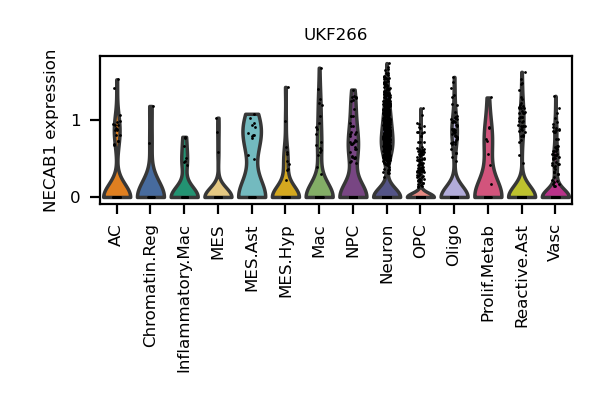 UKF266
NECAB1 expression
1
0
AC
Chromatin.Reg
Inflammatory.Mac
MES
MES.Ast
MES.Hyp
Mac
NPC
Neuron
OPC
Oligo
Prolif.Metab
Reactive.Ast
Vasc